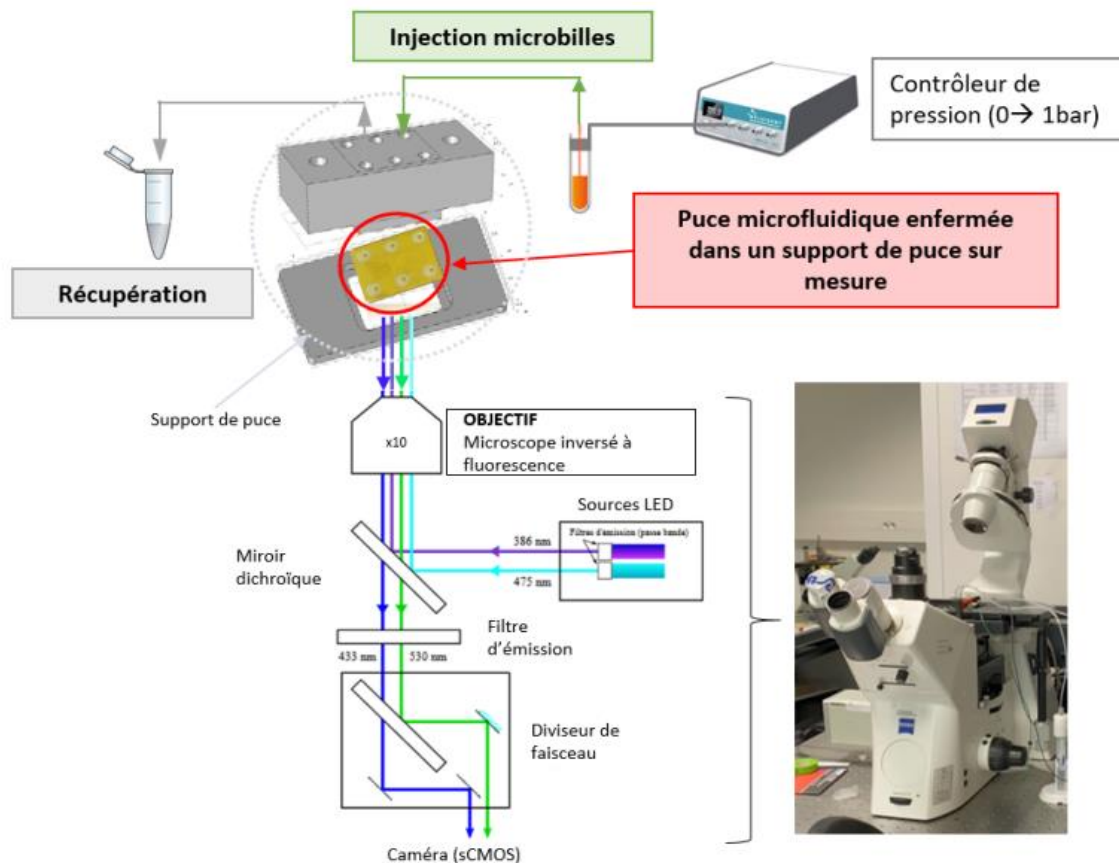 Injection microbilles
Contrôleur de
pression (0→ 1bar)
Puce microfluidique enfermée
dans un support de puce sur
mesure
Récupération
Support de puce
x10
OBJECTIF
Microscope inversé à
fluorescence
Sources LED
Filtres d'émission (passe bande)
386 nm
475 nm
Miroir
dichroïque
Filtre
d'émission
433 nm
530 nm
Diviseur de
faisceau
Caméra (sCMOS)